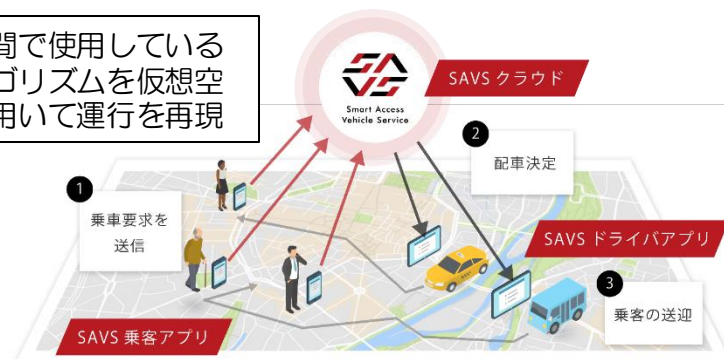 間で使用している
ゴリズムを仮想空
用いて運行を再現
SAVS
Smart Access
Vehicle Service
SAVS クラウド
2
配車決定
1
乗車要求を
送信
SAVS ドライバアプリ
3
乗客の送迎
SAVS 乗客アプリ